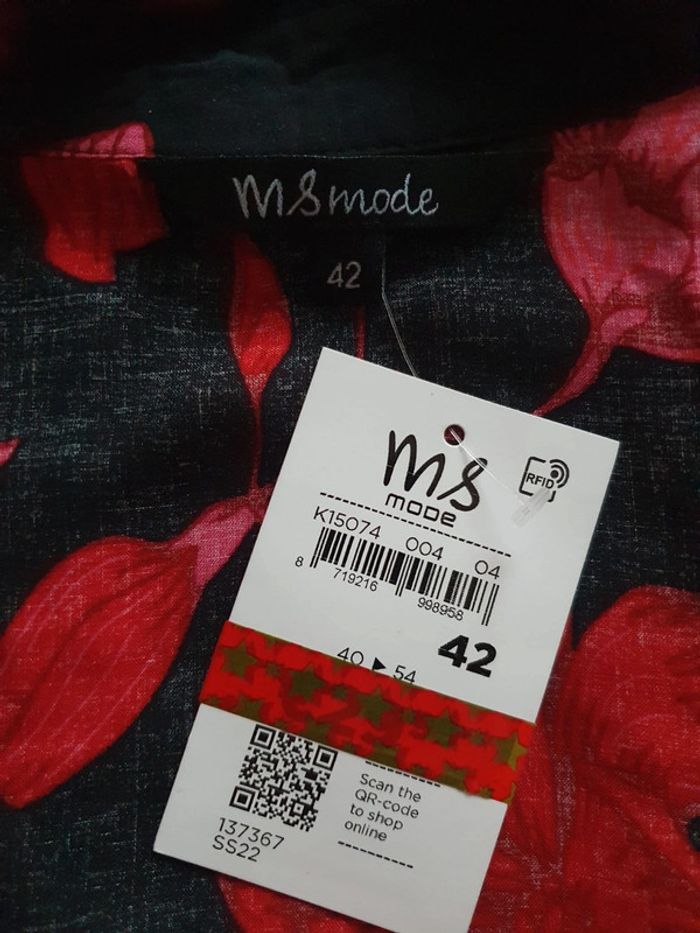 MS mode
42
MS
mode
RFID
K15074 004 04
8 719216 998958
42
40 ▶ 54
Scan the
QR-code
to shop
online
137367
SS22